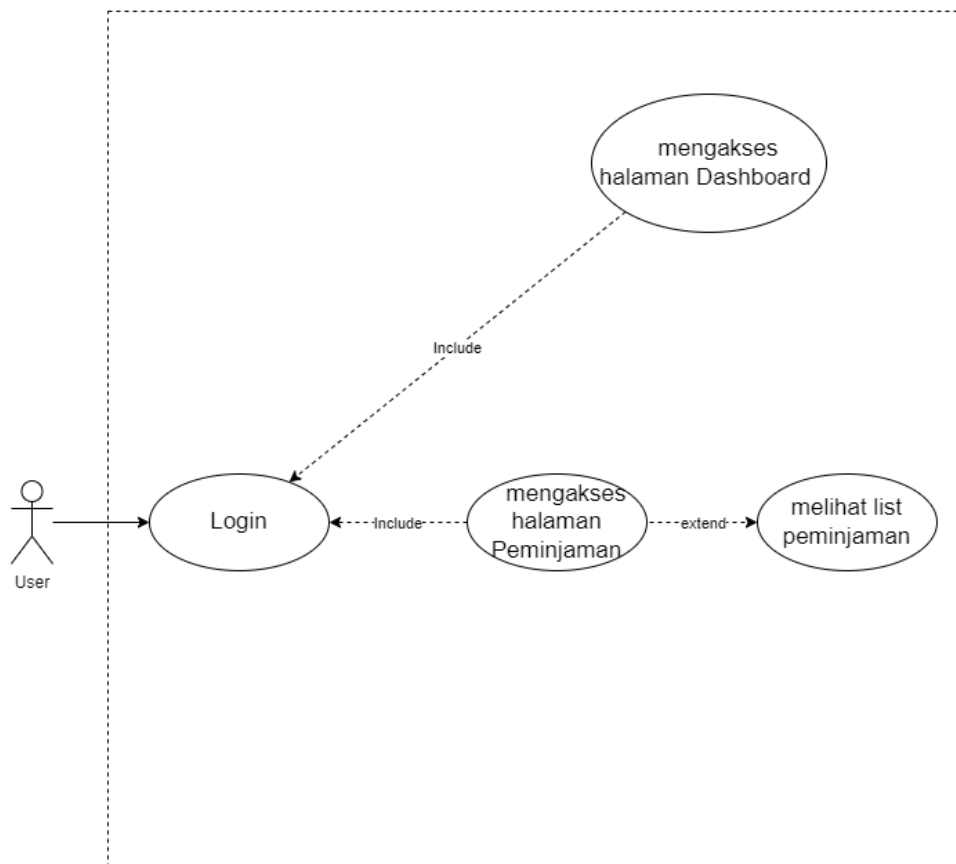 mengakses
halaman Dashboard
Include
Login
Include
mengakses
halaman
Peminjaman
extend
melihat list
peminjaman
User